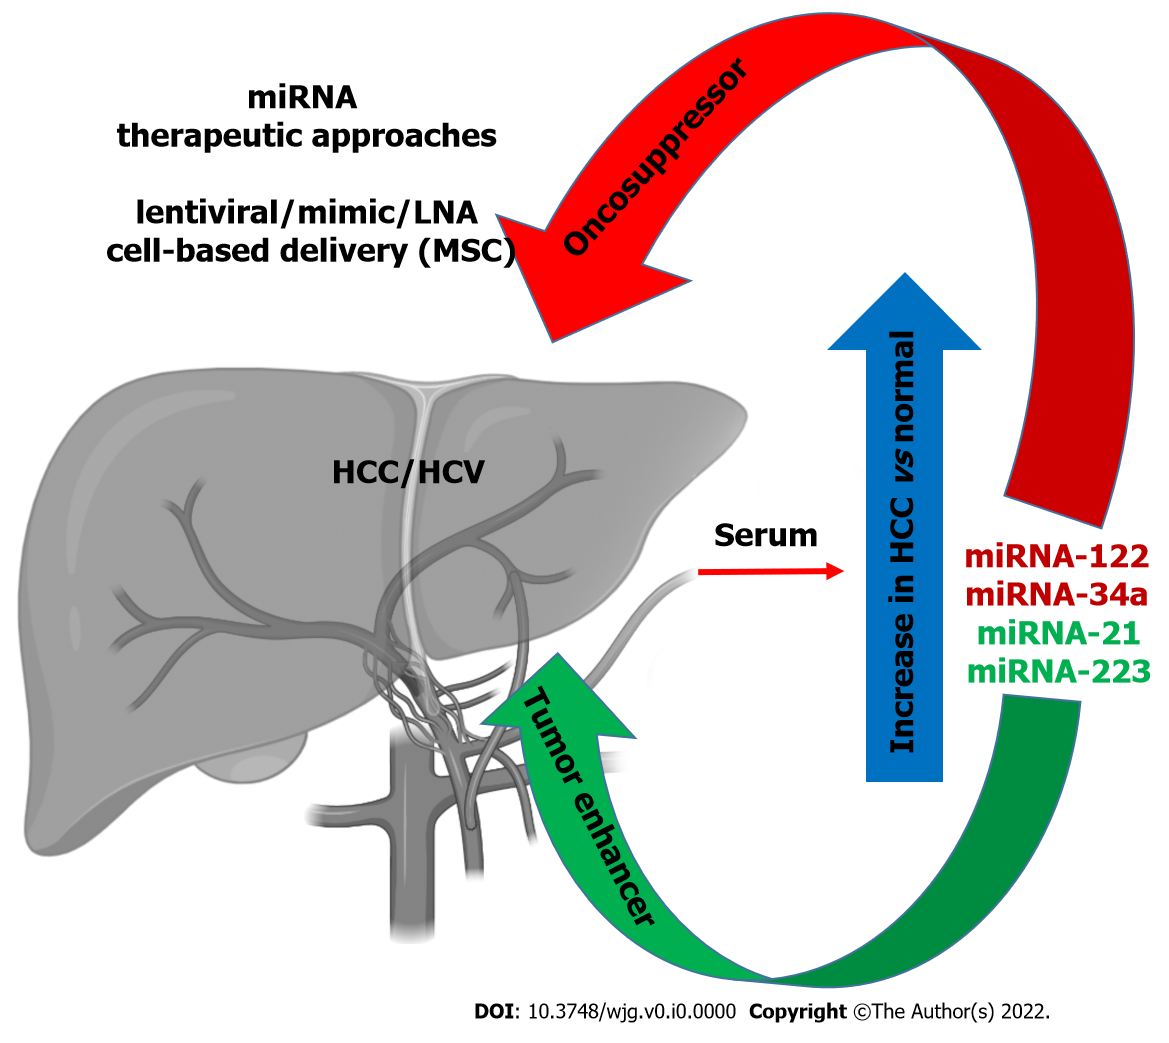 miRNA
therapeutic approaches
lentiviral/mimic/LNA
cell-based delivery (MSC)
Oncosuppressor
HCC/HCV
Serum
Increase in HCC vs normal
miRNA-122
miRNA-34a
miRNA-21
miRNA-223
Tumor enhancer
DOI: 10.3748/wjg.v0.i0.0000 Copyright ©The Author(s) 2022.